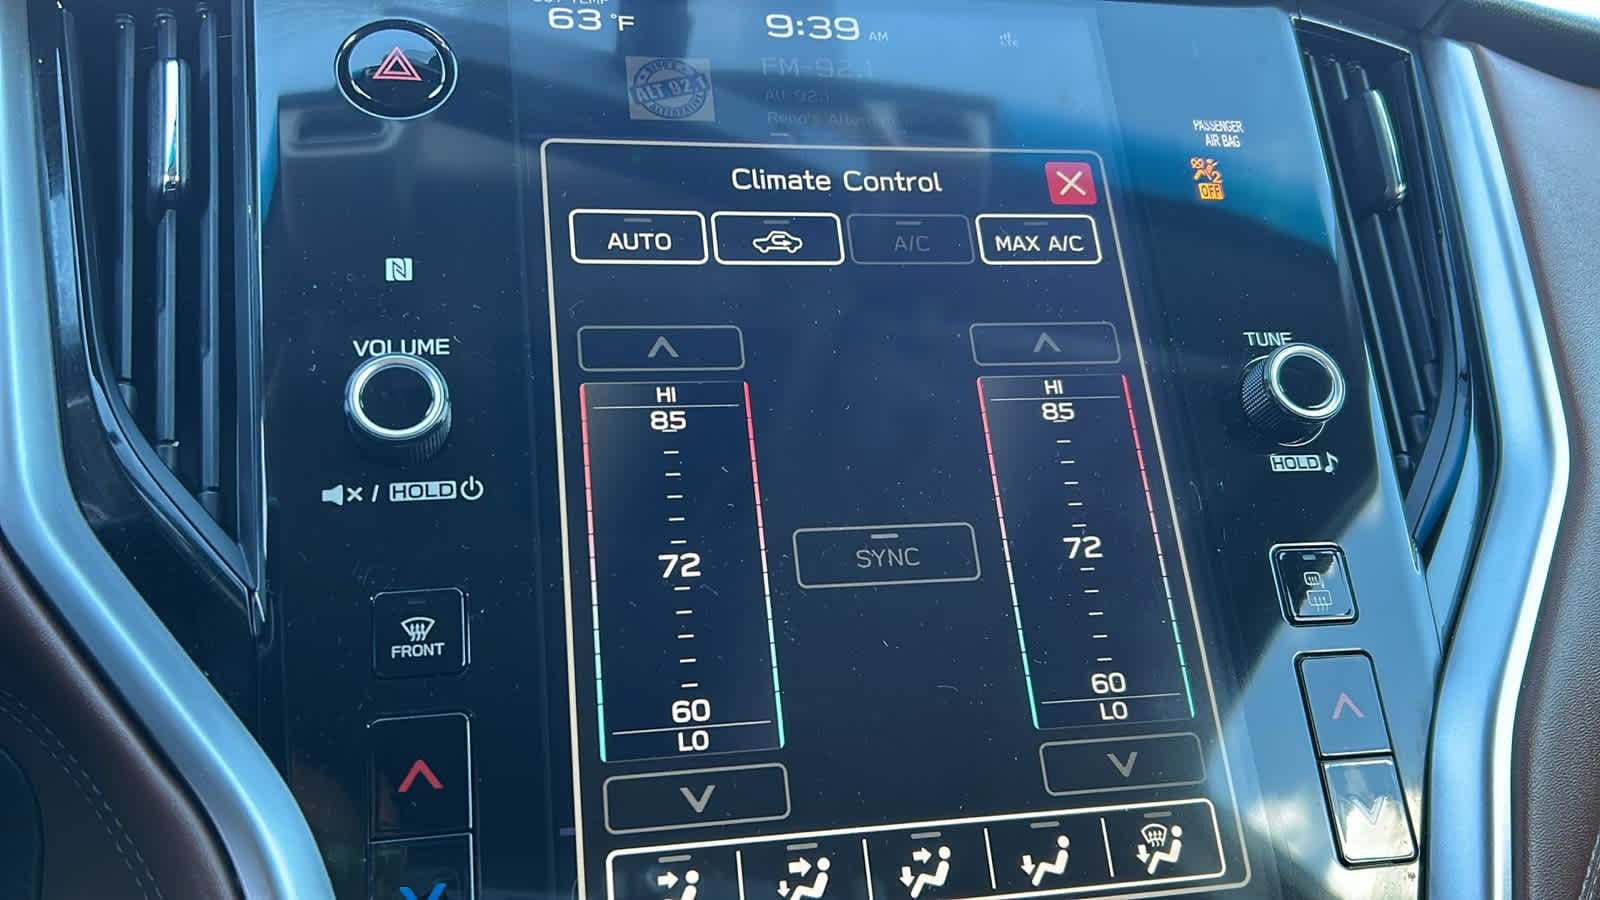 63 °F
9:39 AM
ALT 92.1
FM-92.1
Climate Control
AUTO
A/C
MAX A/C
PASSENGER
AIR BAG
OFF
VOLUME
TUNE
HI
85
HI
85
HOLD
HOLD
72
SYNC
72
FRONT
60
LO
60
LO